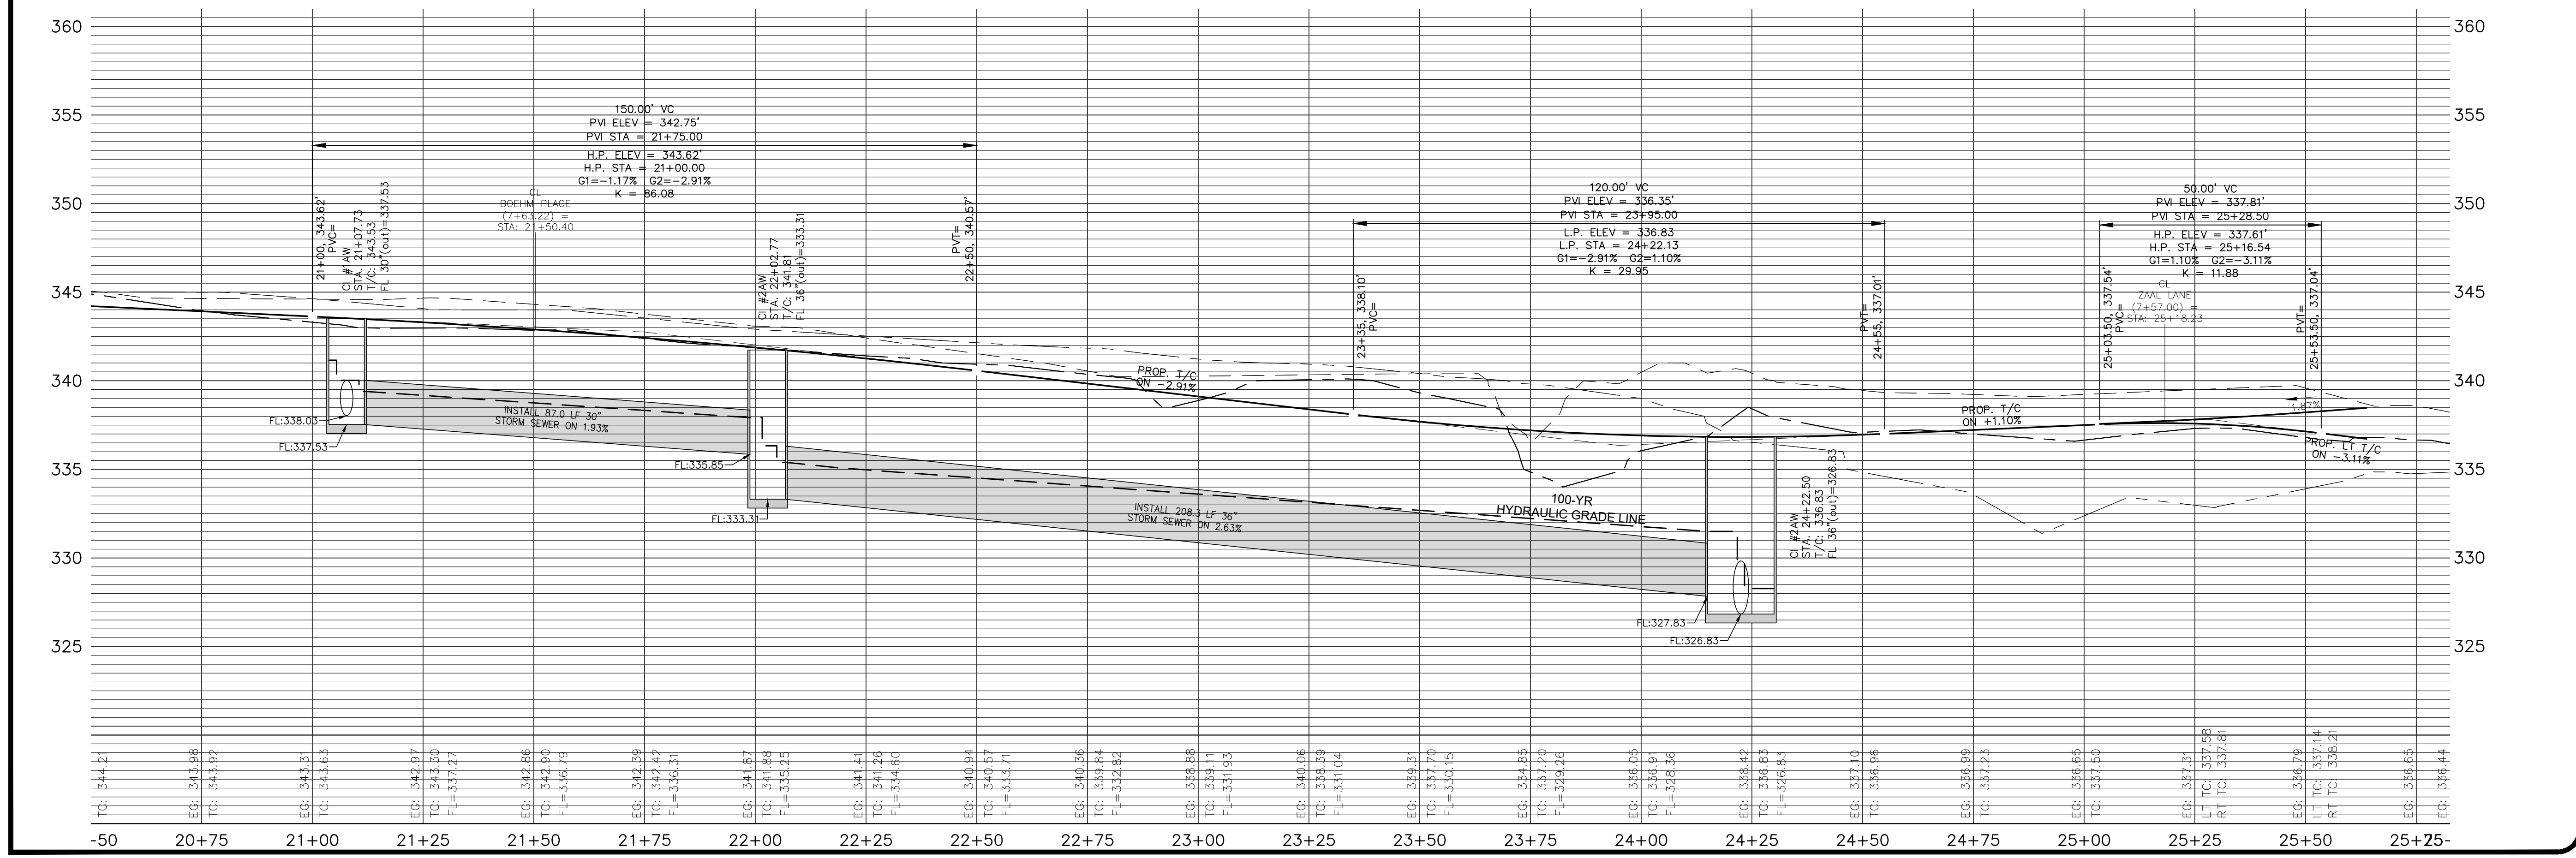 360
355
350
345
340
335
330
325
360
355
350
345
340
335
330
325
150.00' VC
PVI ELEV = 342.75'
PVI STA = 21+75.00
H.P. ELEV = 343.62'
H.P. STA = 21+00.00
G1=-1.17% G2=-2.91%
K = 86.08
21+00, 343.62'
PVC=
CI #1AW
STA. 21+07.73
T/C: 343.53
FL 30"(out)=337.53
CL
BOEHM PLACE
(7+63.22) =
STA: 21+50.40
CI #2AW
STA. 22+02.77
T/C: 341.81
FL 36"(out)=333.31
PVT=
22+50, 340.57'
120.00' VC
PVI ELEV = 336.35'
PVI STA = 23+95.00
L.P. ELEV = 336.83
L.P. STA = 24+22.13
G1=-2.91% G2=1.10%
K = 29.95
23+35, 338.10'
PVC=
PVT=
24+55, 337.01'
50.00' VC
PVI ELEV = 337.81'
PVI STA = 25+28.50
H.P. ELEV = 337.61'
H.P. STA = 25+16.54
G1=1.10% G2=-3.11%
K = 11.88
25+03.50, 337.54'
PVC=
CL
ZAAL LANE
(7+57.00) =
STA: 25+18.23
PVT=
25+53.50, 337.04'
PROP. T/C
ON -2.91%
PROP. T/C
ON +1.10%
1.87%
PROP. LT T/C
ON -3.11%
FL:338.03
FL:337.53
INSTALL 87.0 LF 30"
STORM SEWER ON 1.93%
FL:335.85
FL:333.31
INSTALL 208.3 LF 36"
STORM SEWER ON 2.63%
100-YR
HYDRAULIC GRADE LINE
CI #2AW
STA. 24+22.50
T/C: 336.83
FL 36"(out)=326.83
FL:327.83
FL:326.83
TC: 344.21
EG: 343.98
TC: 343.92
EG: 343.31
TC: 343.63
EG: 342.97
TC: 343.30
FL=337.27
EG: 342.86
TC: 342.90
FL=336.79
EG: 342.39
TC: 342.42
FL=336.31
EG: 341.87
TC: 341.88
FL=335.25
EG: 341.41
TC: 341.26
FL=334.60
EG: 340.94
TC: 340.57
FL=333.71
EG: 340.36
TC: 339.84
FL=332.82
EG: 338.88
TC: 339.11
FL=331.93
EG: 340.06
TC: 338.39
FL=331.04
EG: 339.31
TC: 337.70
FL=330.15
EG: 334.85
TC: 337.20
FL=329.26
EG: 336.05
TC: 336.91
FL=328.36
EG: 338.42
TC: 336.83
FL=326.83
EG: 337.10
TC: 336.96
EG: 336.99
TC: 337.23
EG: 336.65
TC: 337.50
EG: 337.31
LT TC: 337.58
RT TC: 337.81
EG: 336.79
LT TC: 337.14
RT TC: 338.21
EG: 336.65
EG: 336.44
-50 20+75 21+00 21+25 21+50 21+75 22+00 22+25 22+50 22+75 23+00 23+25 23+50 23+75 24+00 24+25 24+50 24+75 25+00 25+25 25+50